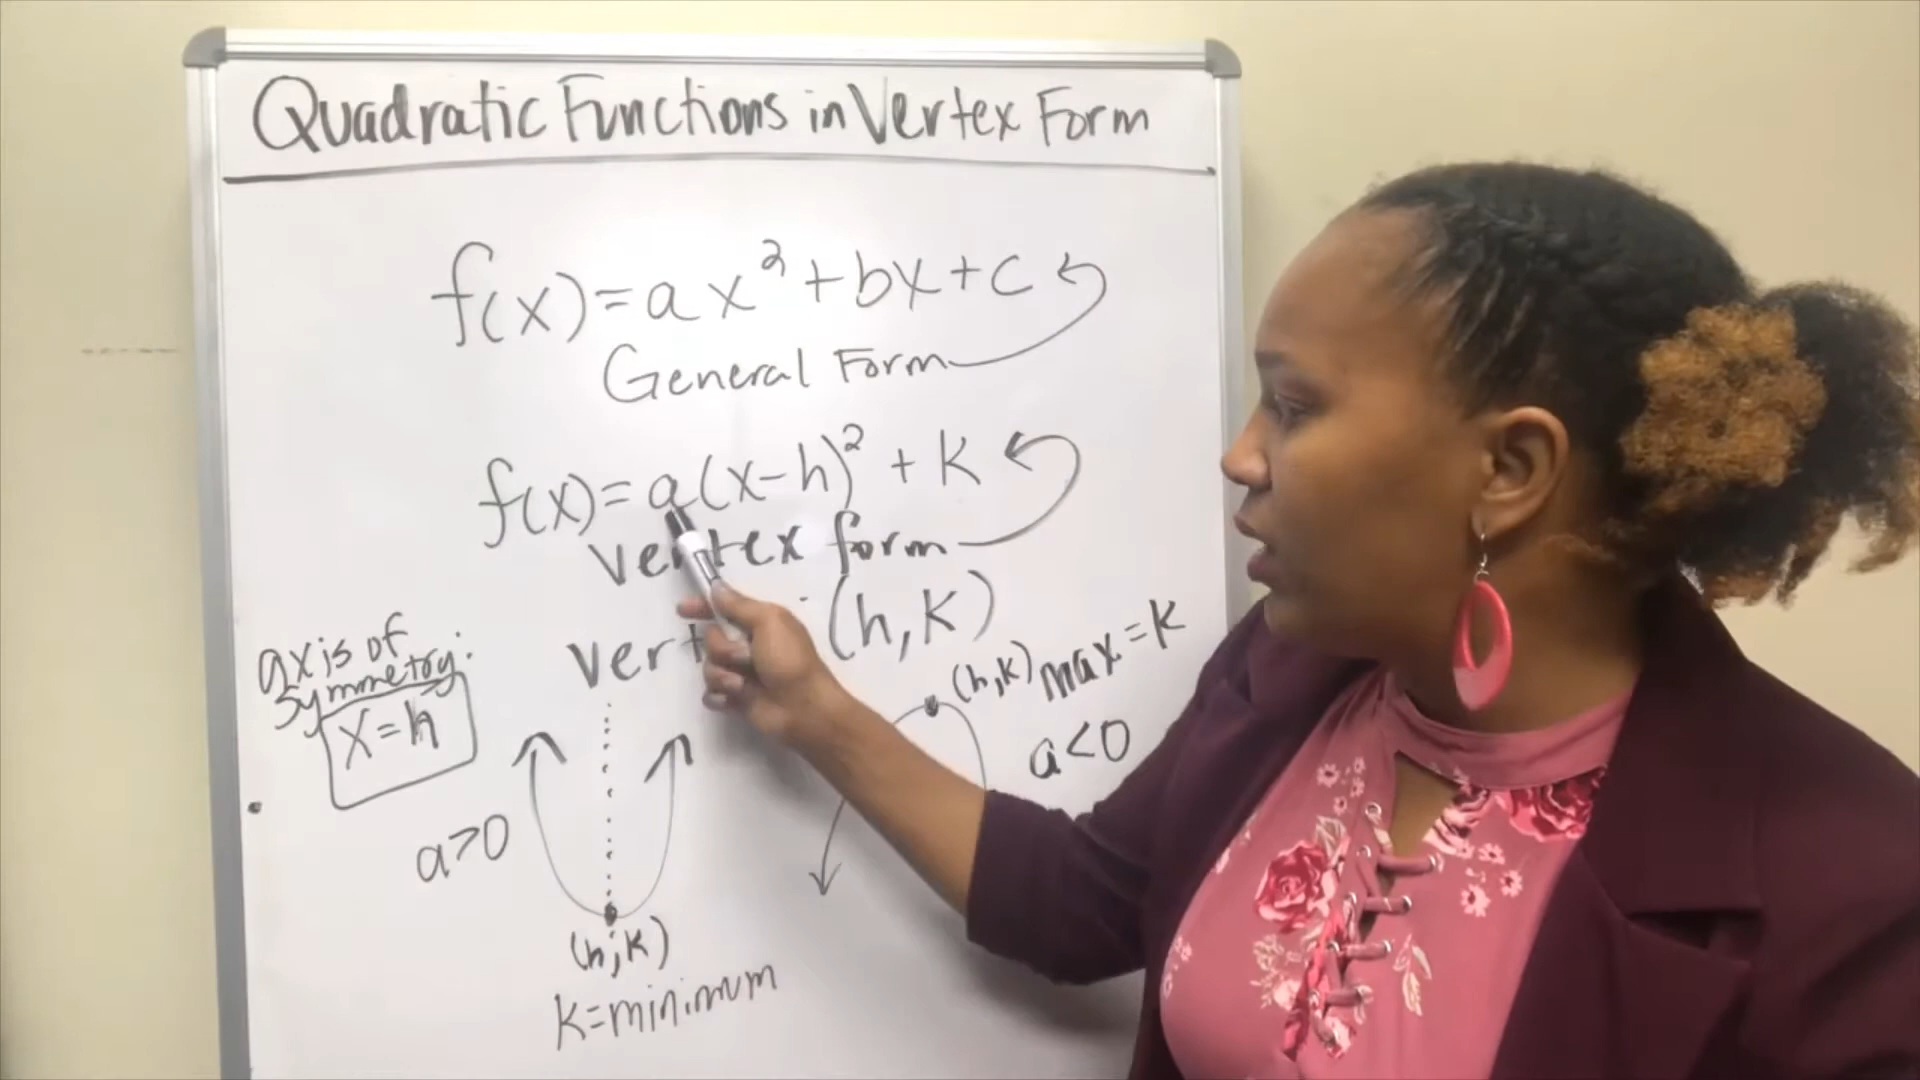 Quadratic Functions in Vertex Form
f(x)=ax²+bx+c
General Form
f(x)=a(x-h)²+k
vertex form
(h,k)
axis of
symmetry:
x=h
(h,k) max=k
a<0
a>0
(h,k)
k=minimum